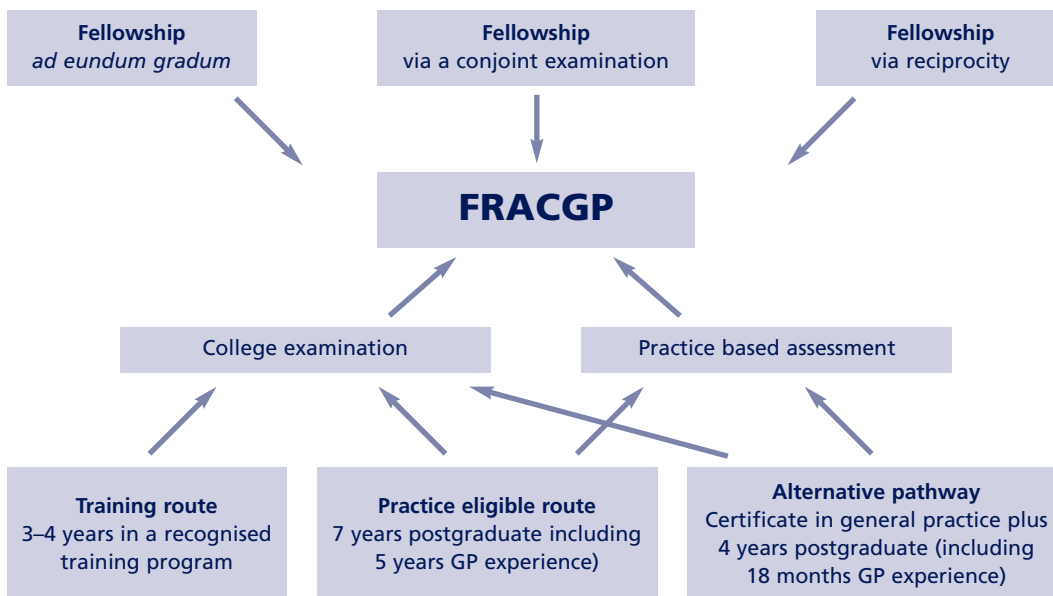 Fellowship
ad eundum gradum
Fellowship
via a conjoint examination
Fellowship
via reciprocity
FRACGP
College examination
Practice based assessment
Training route
3–4 years in a recognised
training program
Practice eligible route
7 years postgraduate including
5 years GP experience)
Alternative pathway
Certificate in general practice plus
4 years postgraduate (including
18 months GP experience)